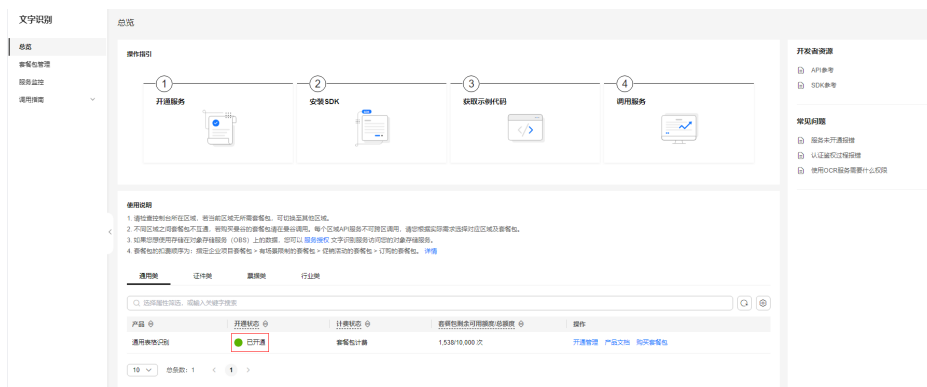 文字识别
总览
套餐包管理
服务监控
调用指南
总览
操作指引
1
开通服务
2
安装SDK
3
获取示例代码
4
调用服务
使用说明
1. 请检查控制台所在区域，若当前区域无所需套餐包，可切换至其他区域。
2. 不同区域之间套餐包不互通，若购买曼谷的套餐包请在曼谷调用。每个区域API服务不可跨区调用，请您根据实际需求选择对应区域及套餐包。
3. 如果您想使用存储在对象存储服务（OBS）上的数据，您可以 服务授权 文字识别服务访问您的对象存储服务。
4. 套餐包的扣费顺序为：指定企业项目套餐包 > 有场景限制的套餐包 > 促销活动的套餐包 > 订购的套餐包。 详情
通用类 证件类 票据类 行业类
选择属性筛选，或输入关键字搜索
产品 开通状态 计费状态 套餐包剩余可用额度/总额度 操作
通用表格识别 已开通 套餐包计费 1,538/10,000 次 开通管理 产品文档 购买套餐包
10 总条数：1 1
开发者资源
API参考
SDK参考
常见问题
服务未开通报错
认证鉴权过程报错
使用OCR服务需要什么权限